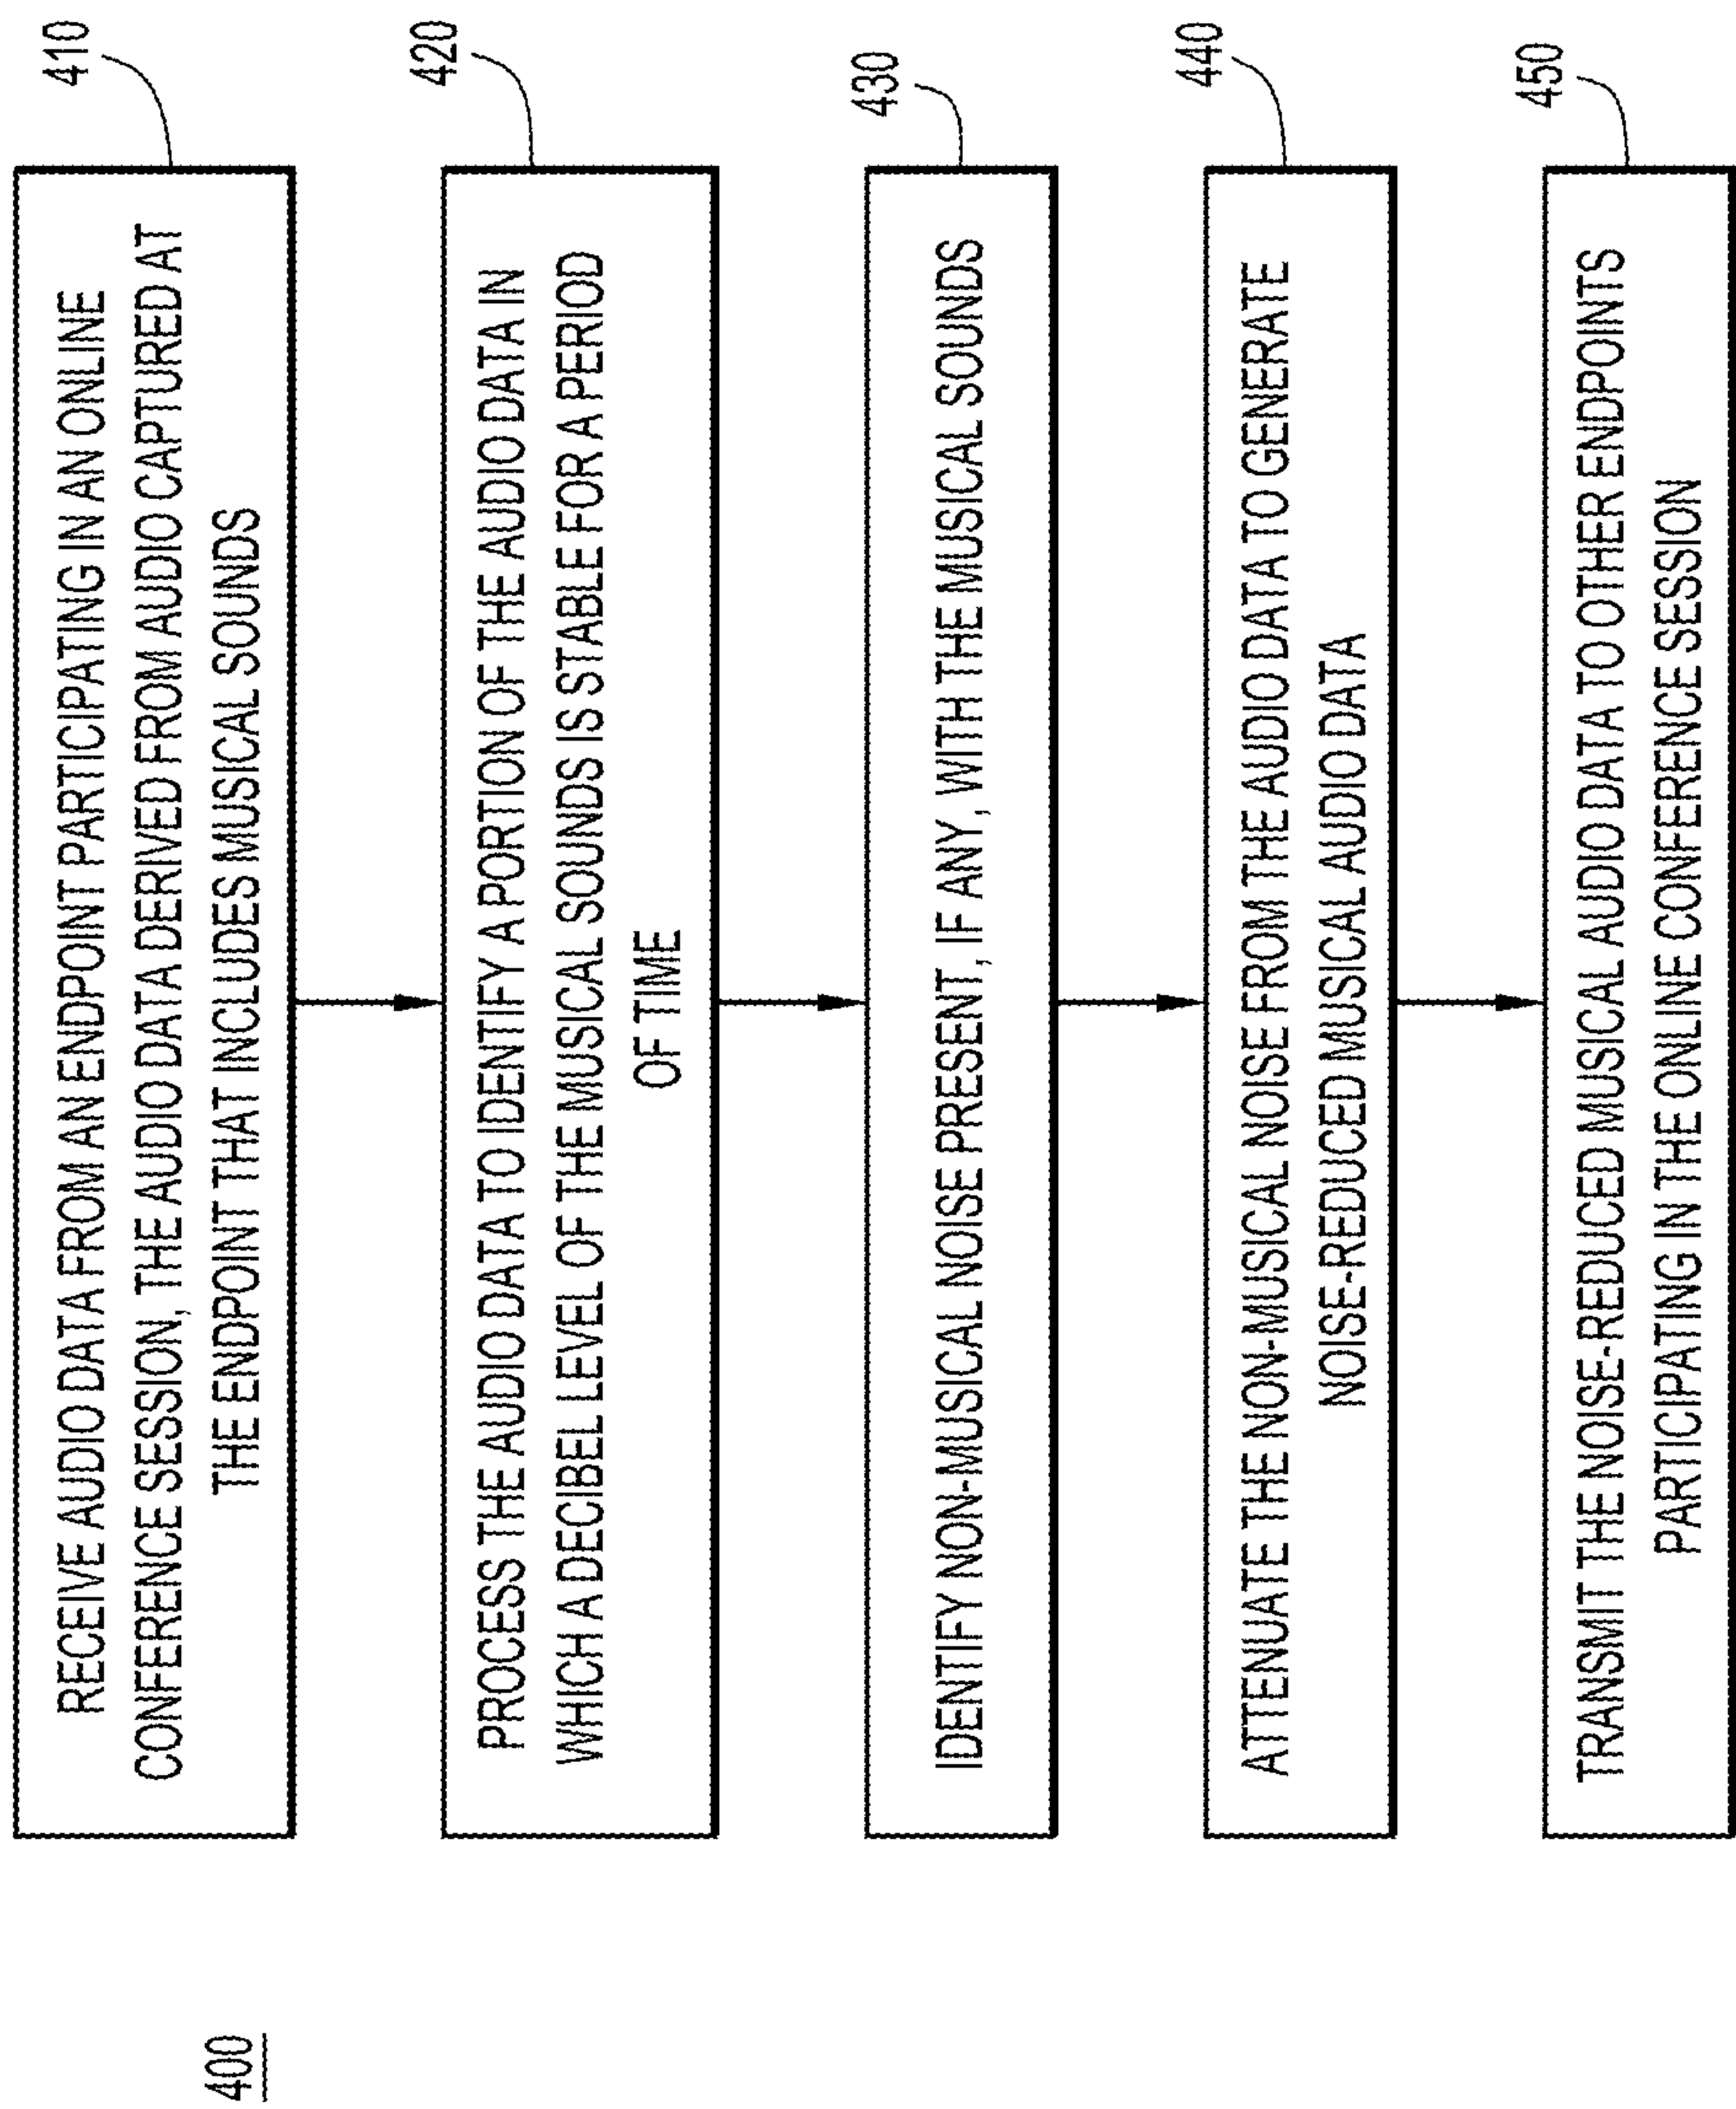 400
410
RECEIVE AUDIO DATA FROM AN ENDPOINT PARTICIPATING IN AN ONLINE
CONFERENCE SESSION, THE AUDIO DATA DERIVED FROM AUDIO CAPTURED AT
THE ENDPOINT THAT INCLUDES MUSICAL SOUNDS
420
PROCESS THE AUDIO DATA TO IDENTIFY A PORTION OF THE AUDIO DATA IN
WHICH A DECIBEL LEVEL OF THE MUSICAL SOUNDS IS STABLE FOR A PERIOD
OF TIME
430
IDENTIFY NON-MUSICAL NOISE PRESENT, IF ANY, WITH THE MUSICAL SOUNDS
440
ATTENUATE THE NON-MUSICAL NOISE FROM THE AUDIO DATA TO GENERATE
NOISE-REDUCED MUSICAL AUDIO DATA
450
TRANSMIT THE NOISE-REDUCED MUSICAL AUDIO DATA TO OTHER ENDPOINTS
PARTICIPATING IN THE ONLINE CONFERENCE SESSION